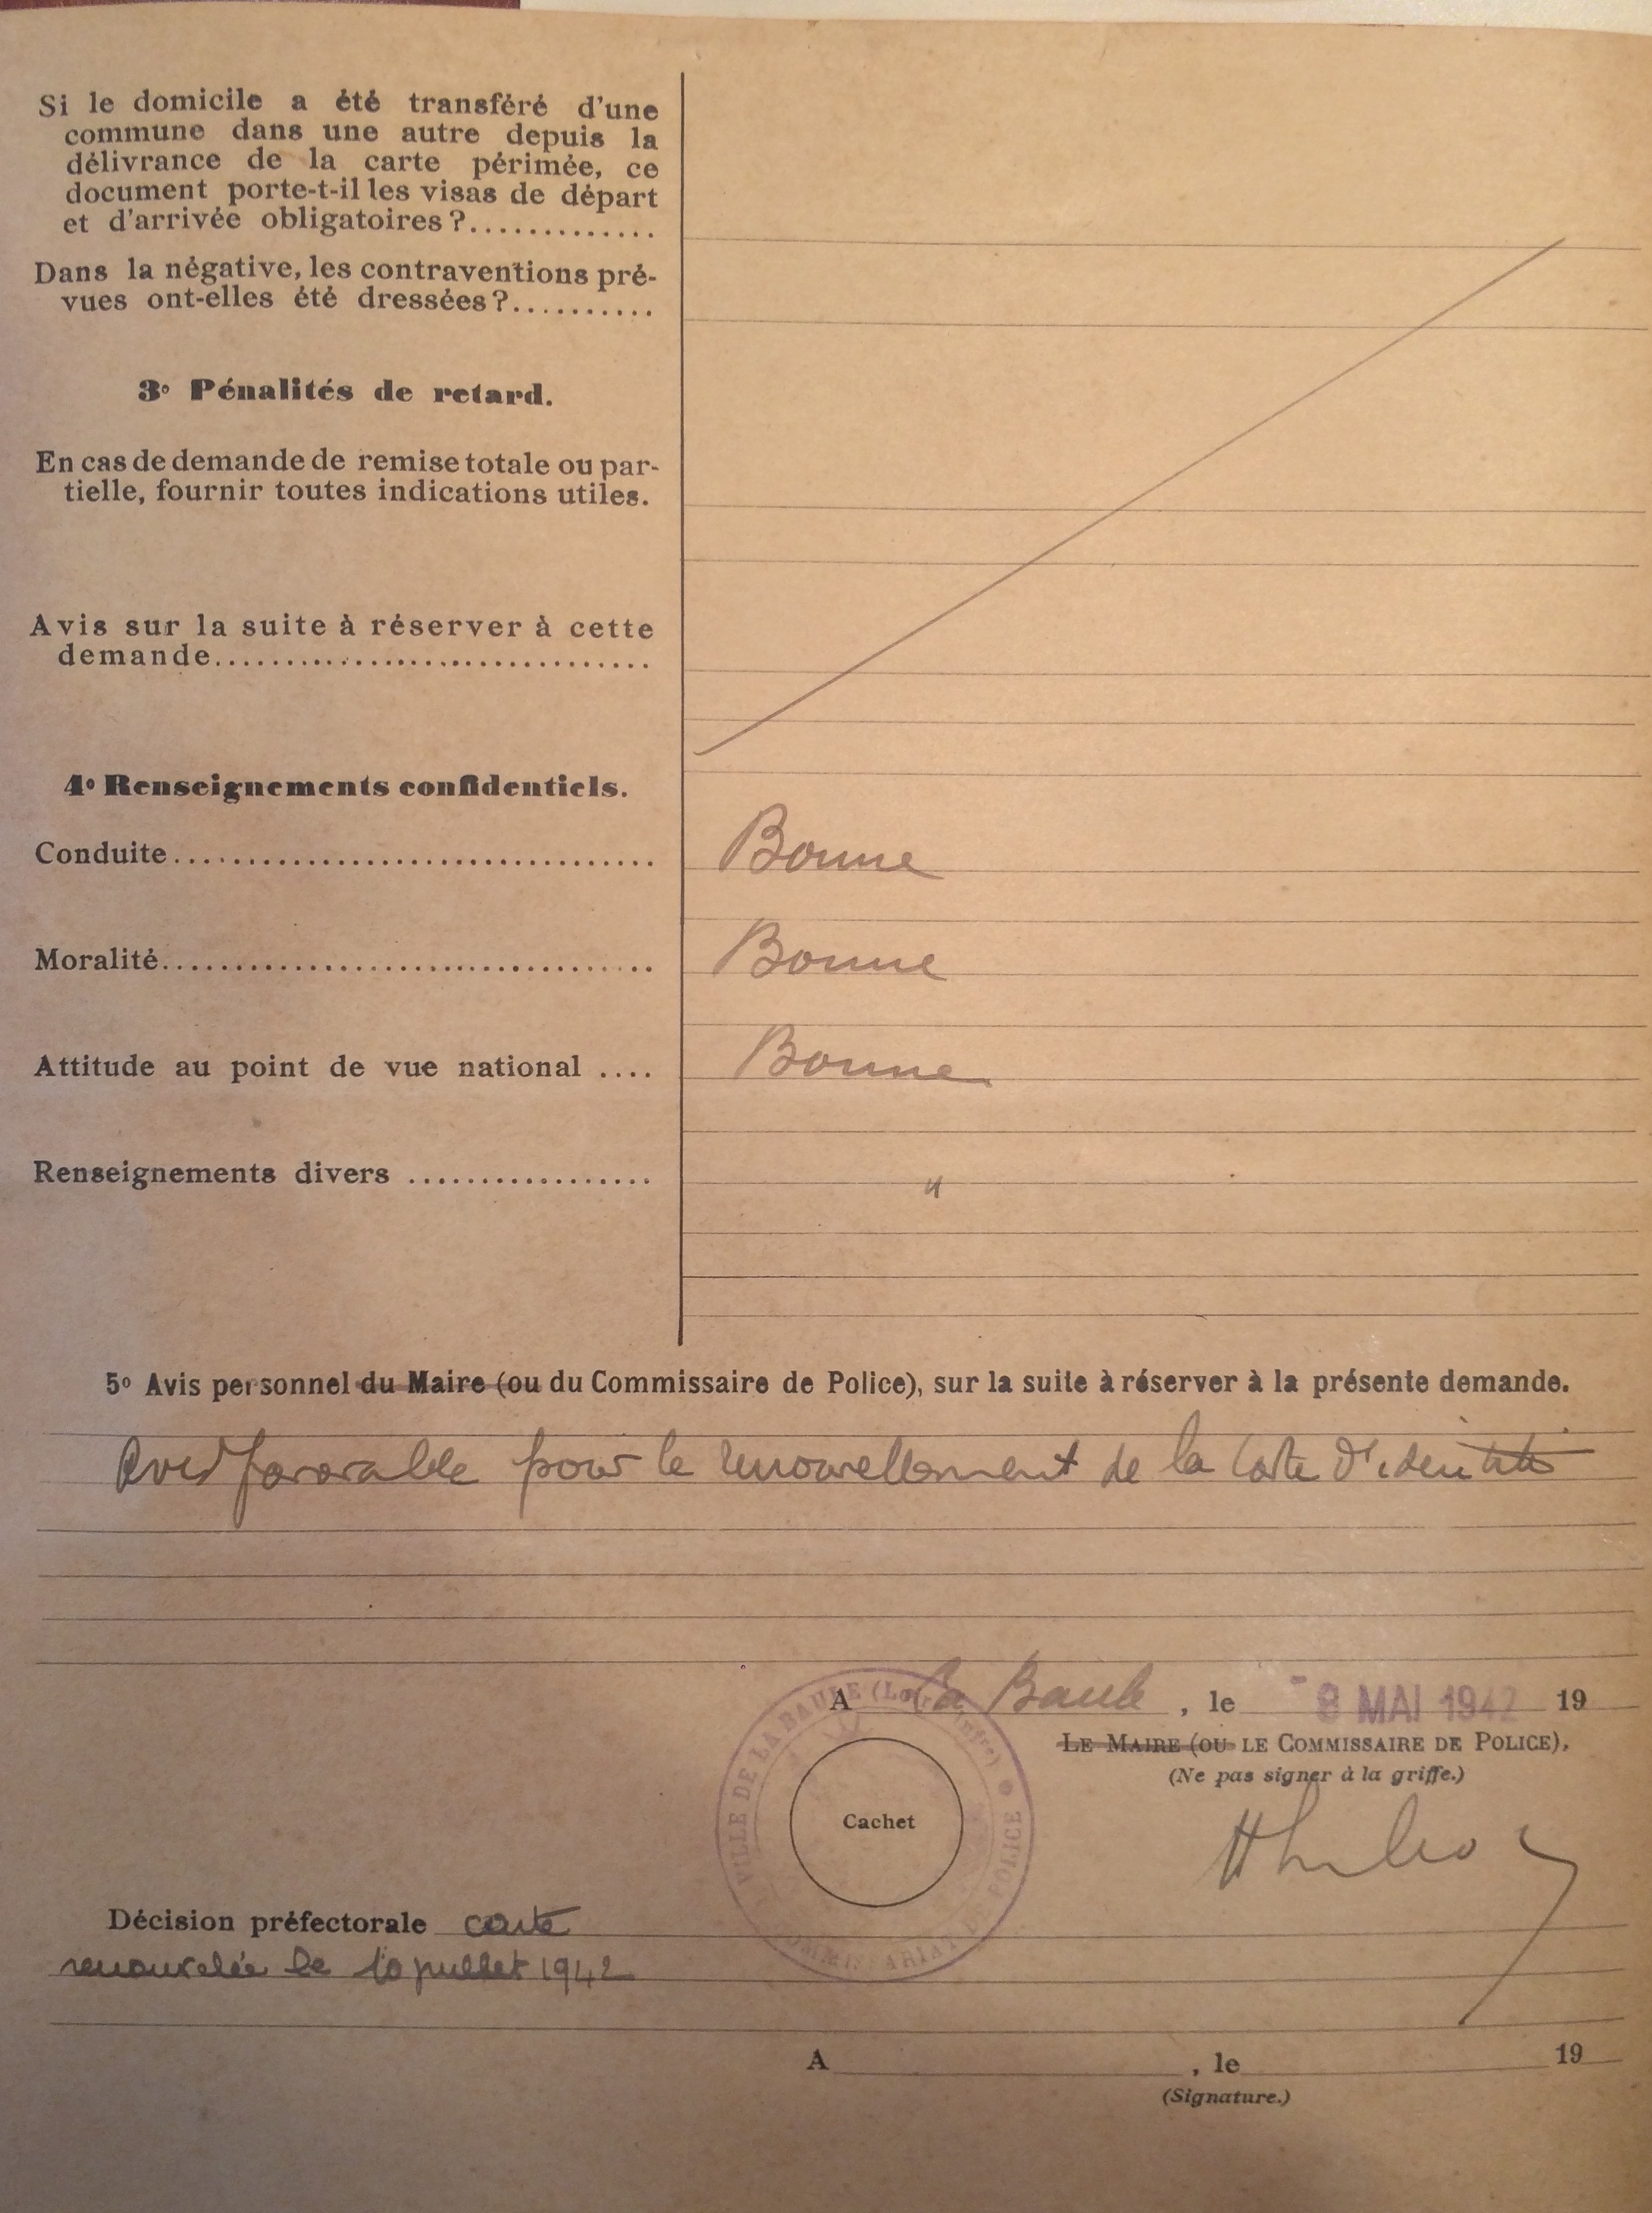 Si le domicile a été transféré d'une
commune dans une autre depuis la
délivrance de la carte périmée, ce
document porte-t-il les visas de départ
et d'arrivée obligatoires ?.............
Dans la négative, les contraventions pré-
vues ont-elles été dressées ?..........
3° Pénalités de retard.
En cas de demande de remise totale ou par-
tielle, fournir toutes indications utiles.
Avis sur la suite à réserver à cette
demande...............................
4° Renseignements confidentiels.
Conduite.................................. Bonne
Moralité.................................. Bonne
Attitude au point de vue national .... Bonne
Renseignements divers ................. "
5° Avis personnel du Maire (ou du Commissaire de Police), sur la suite à réserver à la présente demande.
Avis favorable pour le renouvellement de la Carte d'identité
A La Baule, le 8 MAI 1942 19
LE MAIRE (OU LE COMMISSAIRE DE POLICE),
(Ne pas signer à la griffe.)
VILLE DE LA BAULE (Loire Infre)
COMMISSARIAT DE POLICE
Cachet
Décision préfectorale carte
renouvelée le 10 juillet 1942
A , le 19
(Signature.)